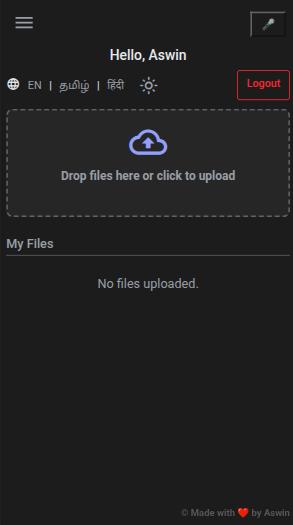 Hello, Aswin
EN | தமிழ் | हिंदी
Logout
Drop files here or click to upload
My Files
No files uploaded.
© Made with ❤️ by Aswin